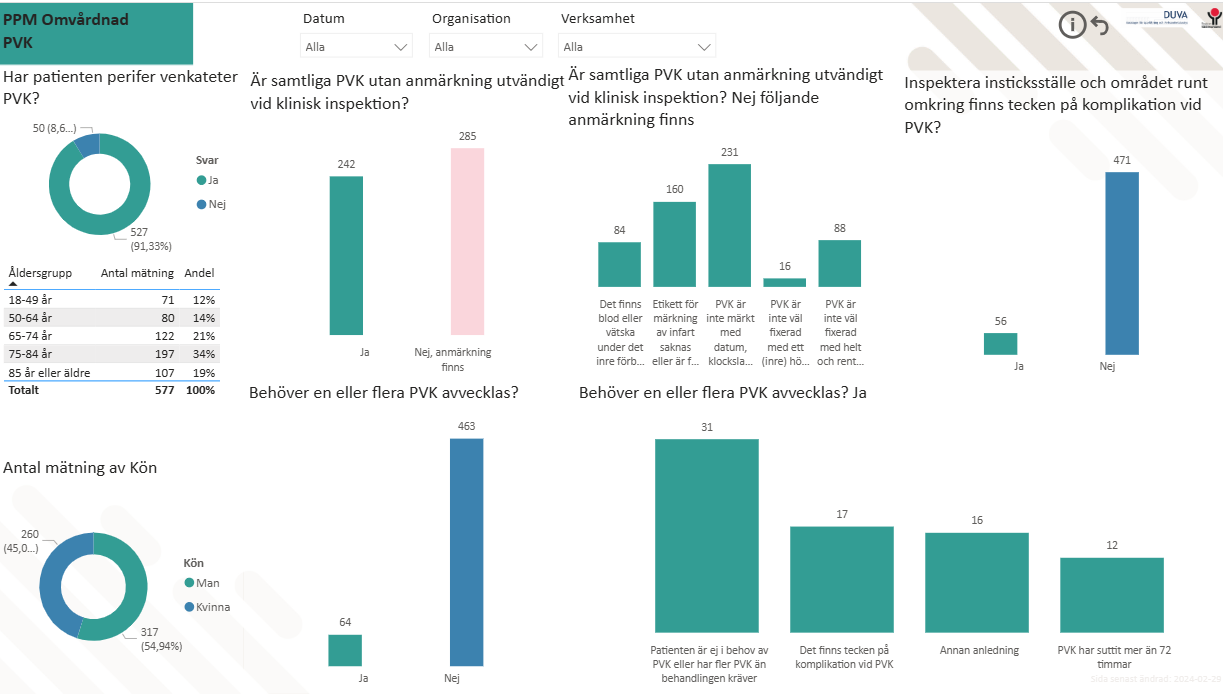 PPM Omvårdnad
PVK
Datum
Organisation
Verksamhet
Alla
Alla
Alla
i
DUVA
Har patienten perifer venkateter
PVK?
50 (8,6...)
Svar
Ja
Nej
527
(91,33%)
Åldersgrupp Antal mätning Andel
18-49 år 71 12%
50-64 år 80 14%
65-74 år 122 21%
75-84 år 197 34%
85 år eller äldre 107 19%
Totalt 577 100%
Antal mätning av Kön
260
(45,0...)
Kön
Man
Kvinna
317
(54,94%)
Är samtliga PVK utan anmärkning utvändigt
vid klinisk inspektion?
242
285
Ja
Nej, anmärkning
finns
Är samtliga PVK utan anmärkning utvändigt
vid klinisk inspektion? Nej följande
anmärkning finns
84
160
231
16
88
Det finns
blod eller
vätska
under det
inre förb...
Etikett för
märkning
av infart
saknas
eller är f...
PVK är
inte märkt
med
datum,
klocksla...
PVK är
inte väl
fixerad
med ett
(inre) hö...
PVK är
inte väl
fixerad
med helt
och rent...
Inspektera insticksställe och området runt
omkring finns tecken på komplikation vid
PVK?
56
471
Ja
Nej
Behöver en eller flera PVK avvecklas?
64
463
Ja
Nej
Behöver en eller flera PVK avvecklas? Ja
31
17
16
12
Patienten är ej i behov av
PVK eller har fler PVK än
behandlingen kräver
Det finns tecken på
komplikation vid PVK
Annan anledning
PVK har suttit mer än 72
timmar
Sida senast ändrad: 2024-02-29